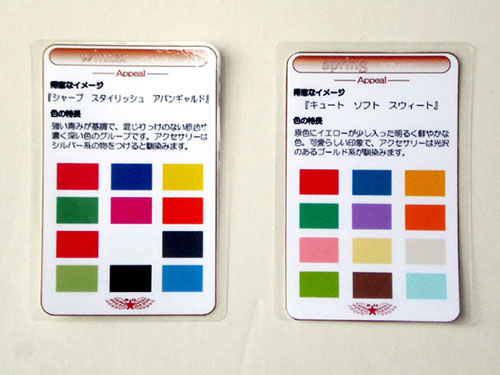 winter
Appeal
得意なイメージ
『シャープ　スタイリッシュ　アバンギャルド』
色の特長
強い青みが基調で、混じりっけのない原色や
濃く深い色のグループです。アクセサリーは
シルバー系の物をつけると馴染みます。
spring
Appeal
得意なイメージ
『キュート　ソフト　スウィート』
色の特長
原色にイエローが少し入った明るく鮮やかな
色。可愛らしい印象で、アクセサリーは光沢
のあるゴールド系が馴染みます。